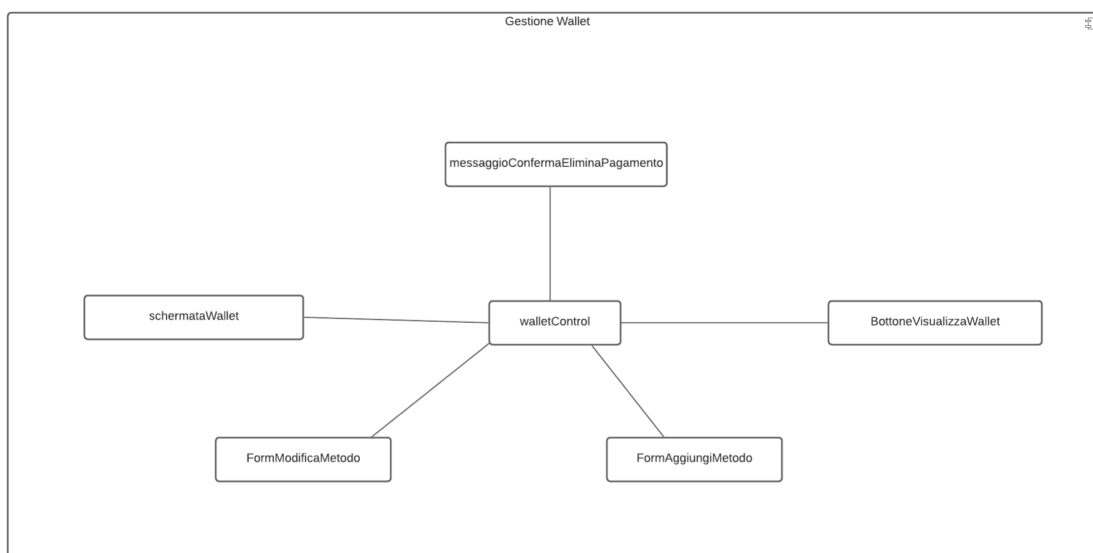 Gestione Wallet
messaggioConfermaEliminaPagamento
schermataWallet
walletControl
BottoneVisualizzaWallet
FormModificaMetodo
FormAggiungiMetodo